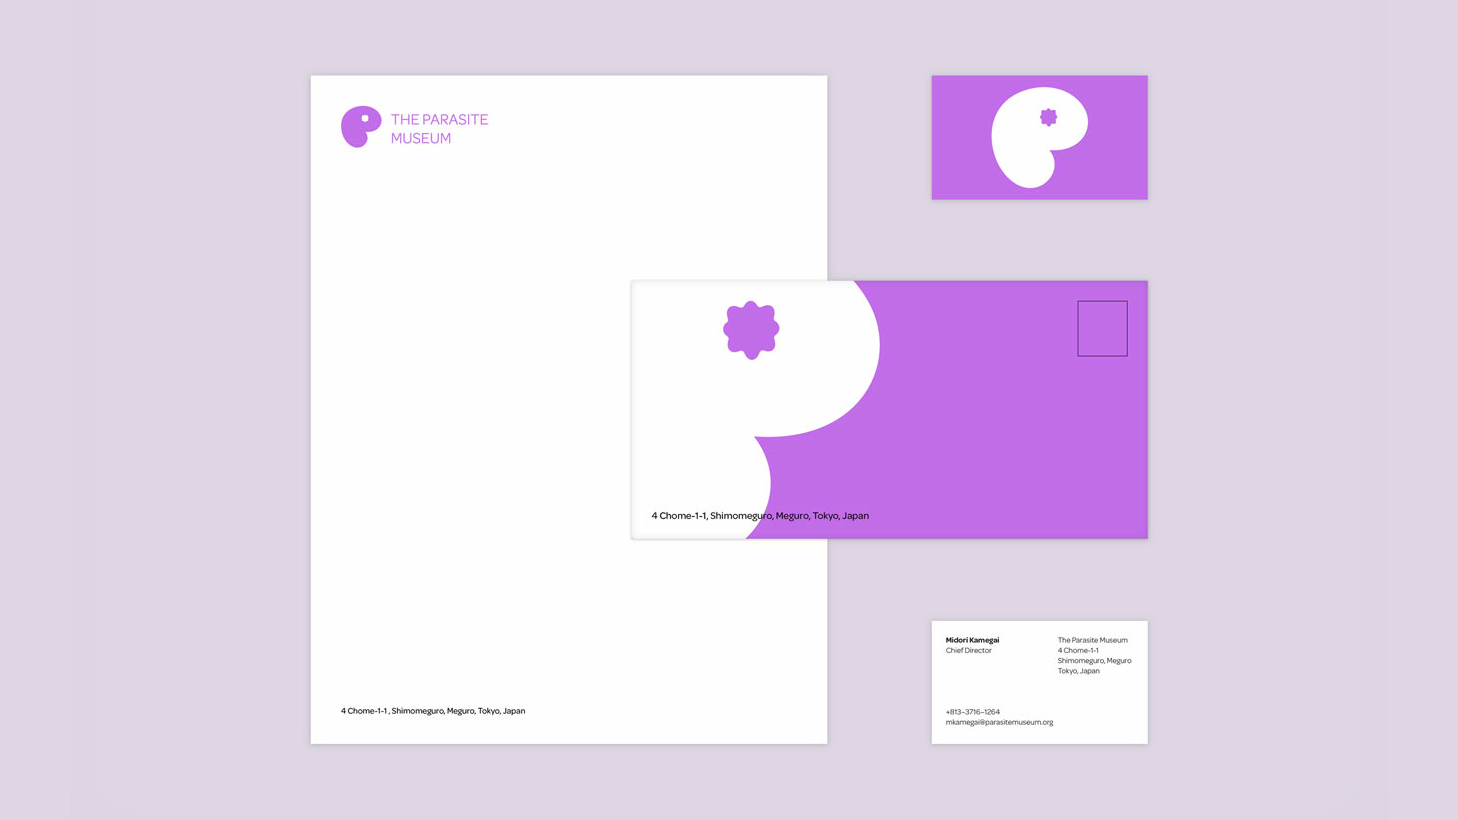 THE PARASITE
MUSEUM
4 Chome-1-1, Shimomeguro, Meguro, Tokyo, Japan
4 Chome-1-1 , Shimomeguro, Meguro, Tokyo, Japan
Midori Kamegai
Chief Director
The Parasite Museum
4 Chome-1-1
Shimomeguro, Meguro
Tokyo, Japan
+813-3716-1264
mkamegai@parasitemuseum.org